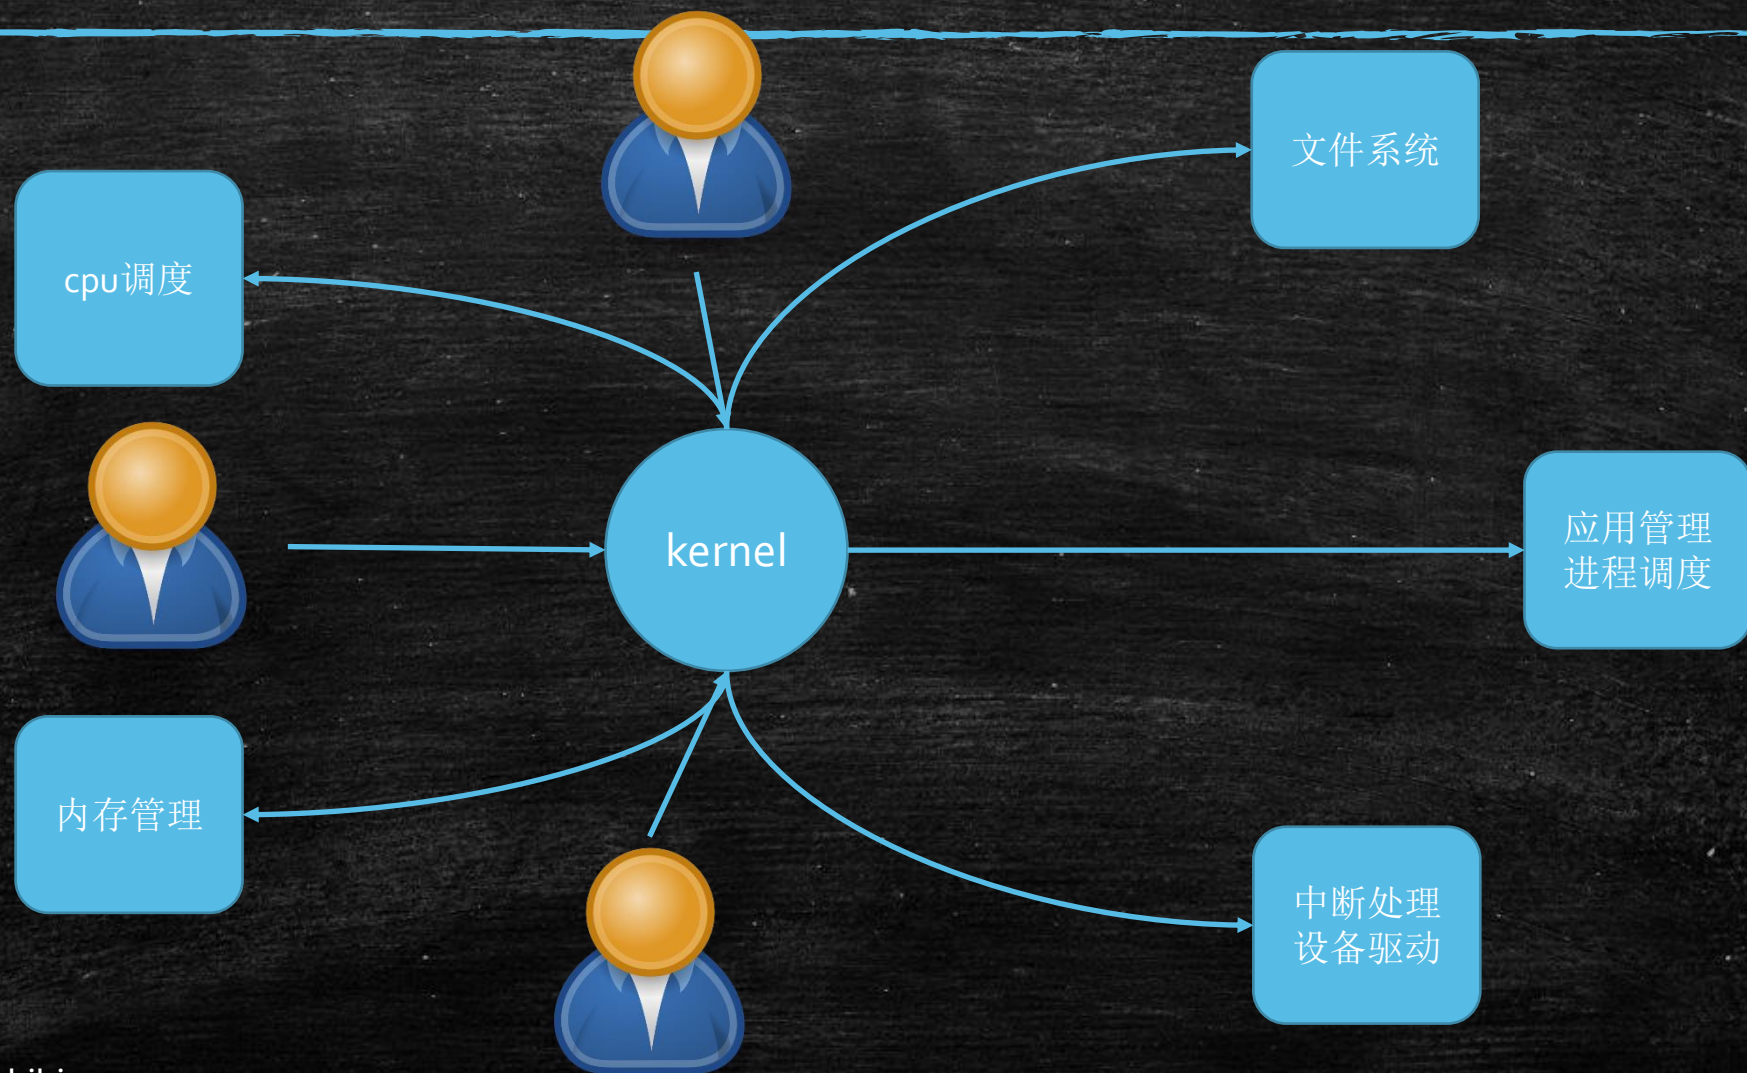 文件系统
cpu调度
kernel
应用管理
进程调度
内存管理
中断处理
设备驱动